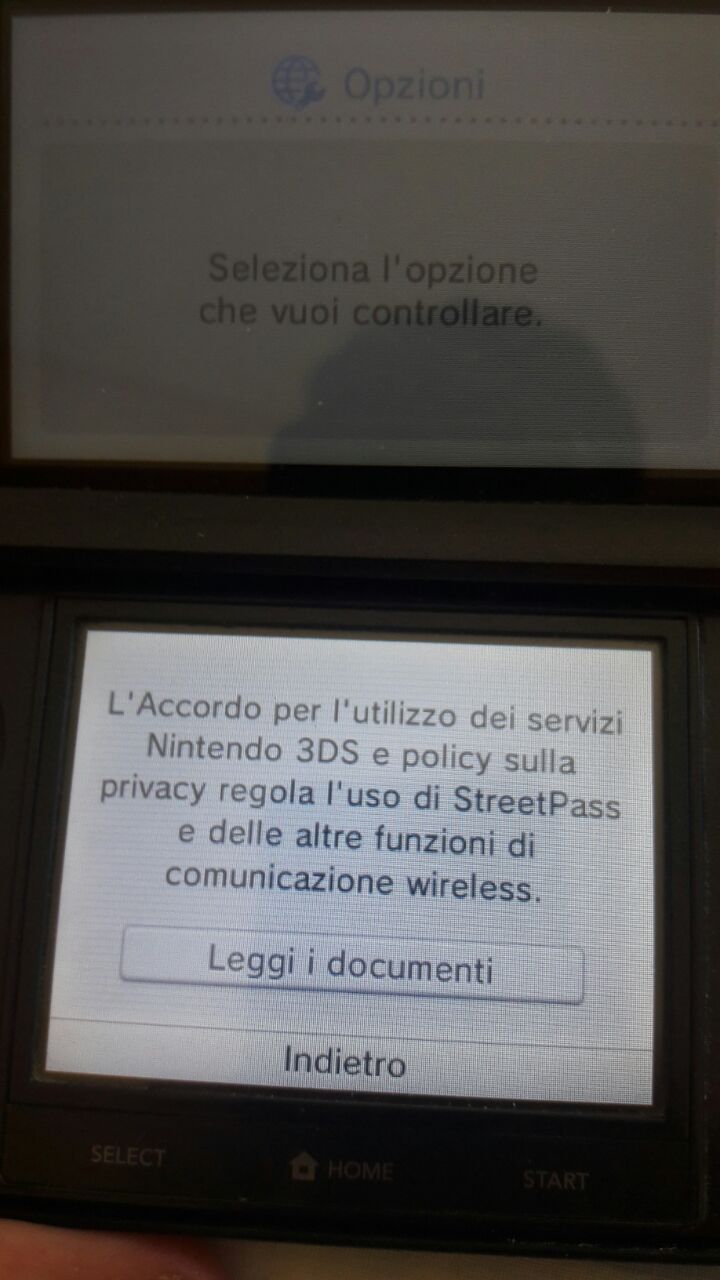 Opzioni
Seleziona l'opzione
che vuoi controllare.
L'Accordo per l'utilizzo dei servizi
Nintendo 3DS e policy sulla
privacy regola l'uso di StreetPass
e delle altre funzioni di
comunicazione wireless.
Leggi i documenti
Indietro
SELECT HOME START